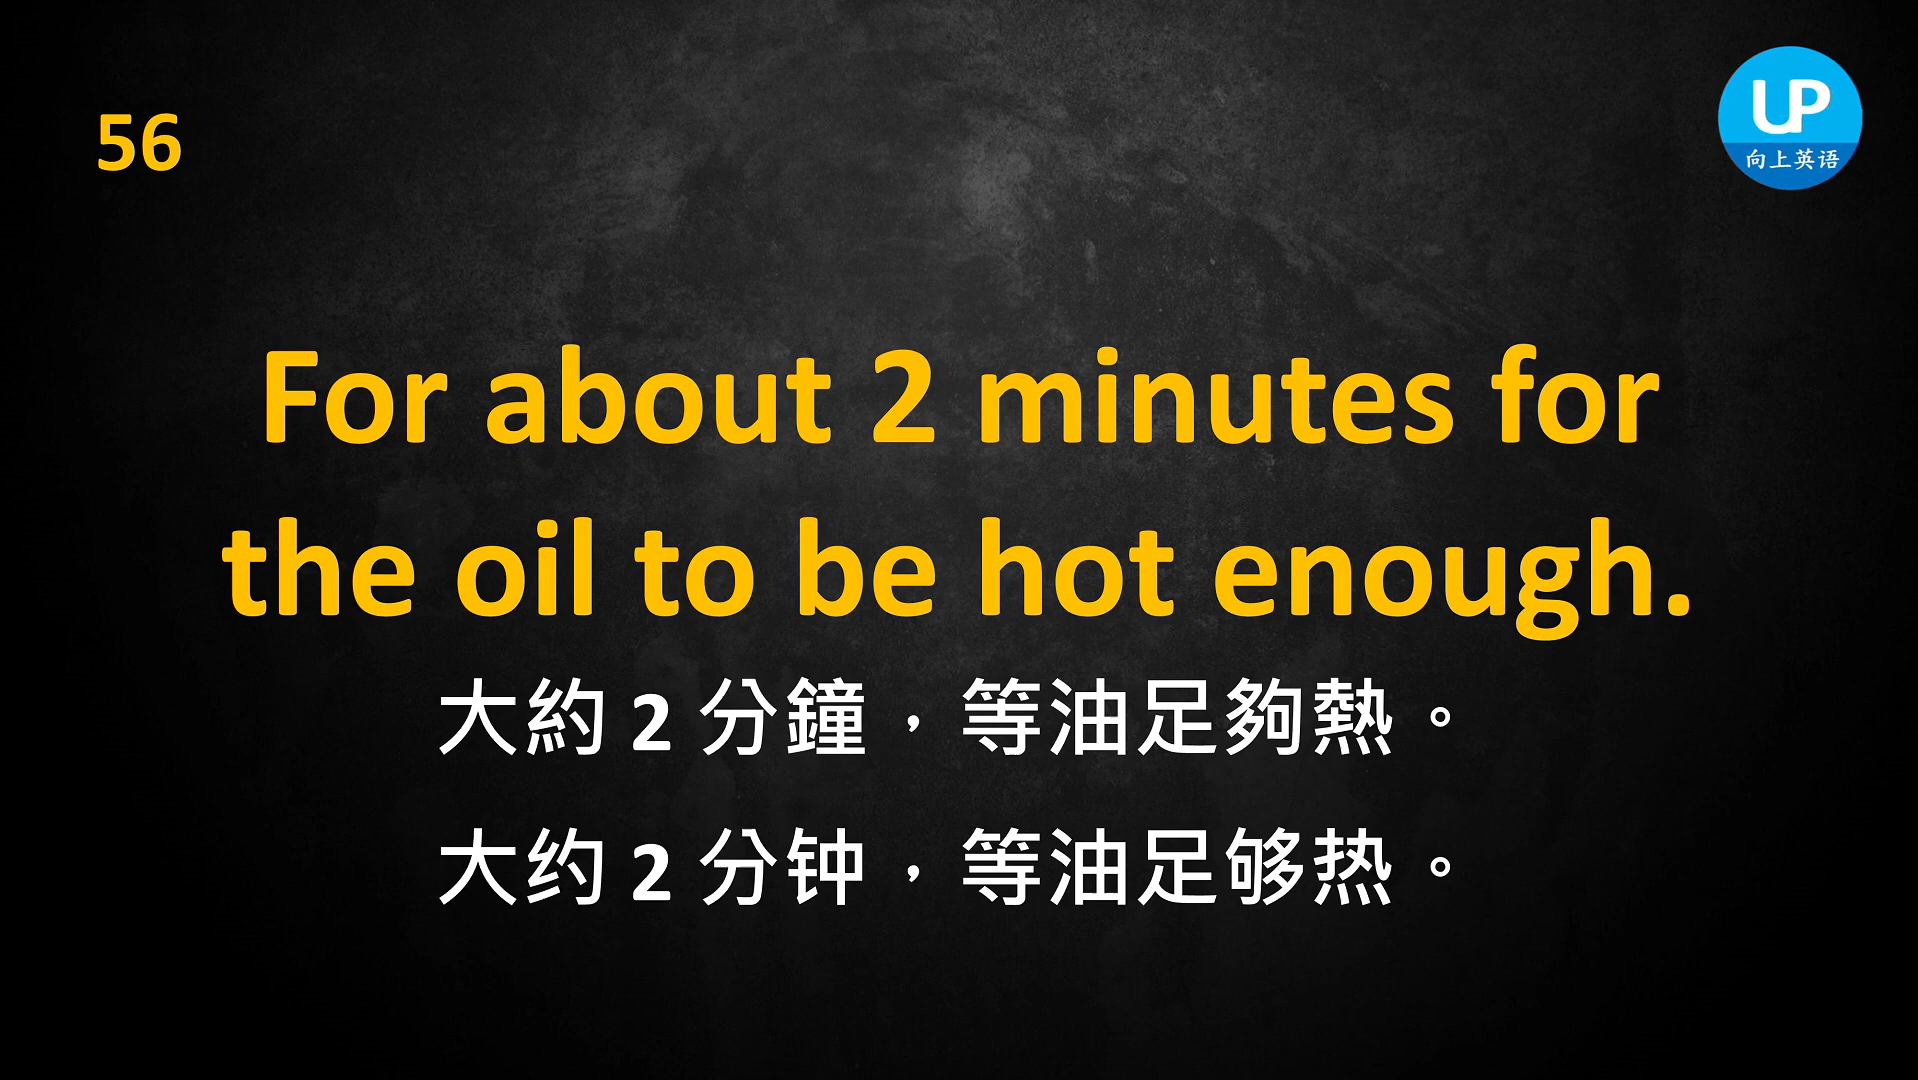 56
UP
向上英语
For about 2 minutes for
the oil to be hot enough.
大約 2 分鐘，等油足夠熱。
大约 2 分钟，等油足够热。